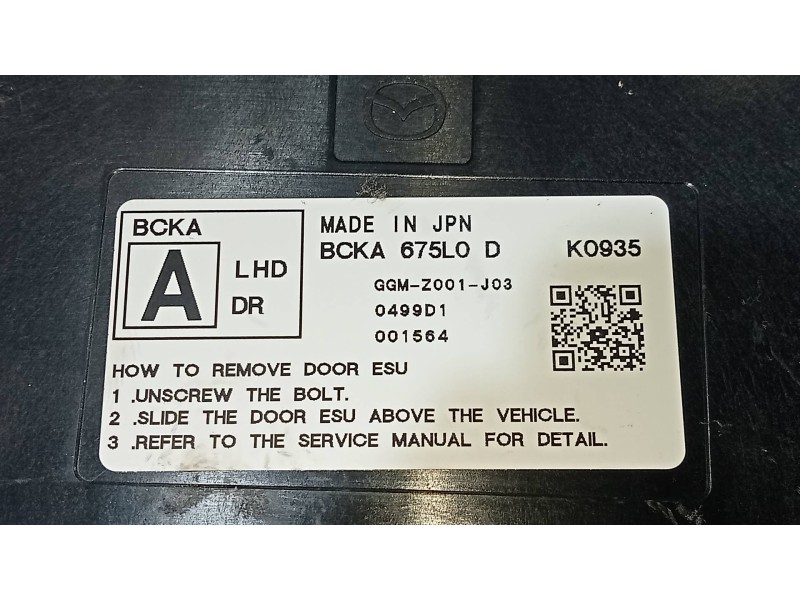 BCKA
A
LHD
DR
MADE IN JPN
BCKA 675L0 D K0935
GGM-Z001-J03
0499D1
001564
HOW TO REMOVE DOOR ESU
1 .UNSCREW THE BOLT.
2 .SLIDE THE DOOR ESU ABOVE THE VEHICLE.
3 .REFER TO THE SERVICE MANUAL FOR DETAIL.